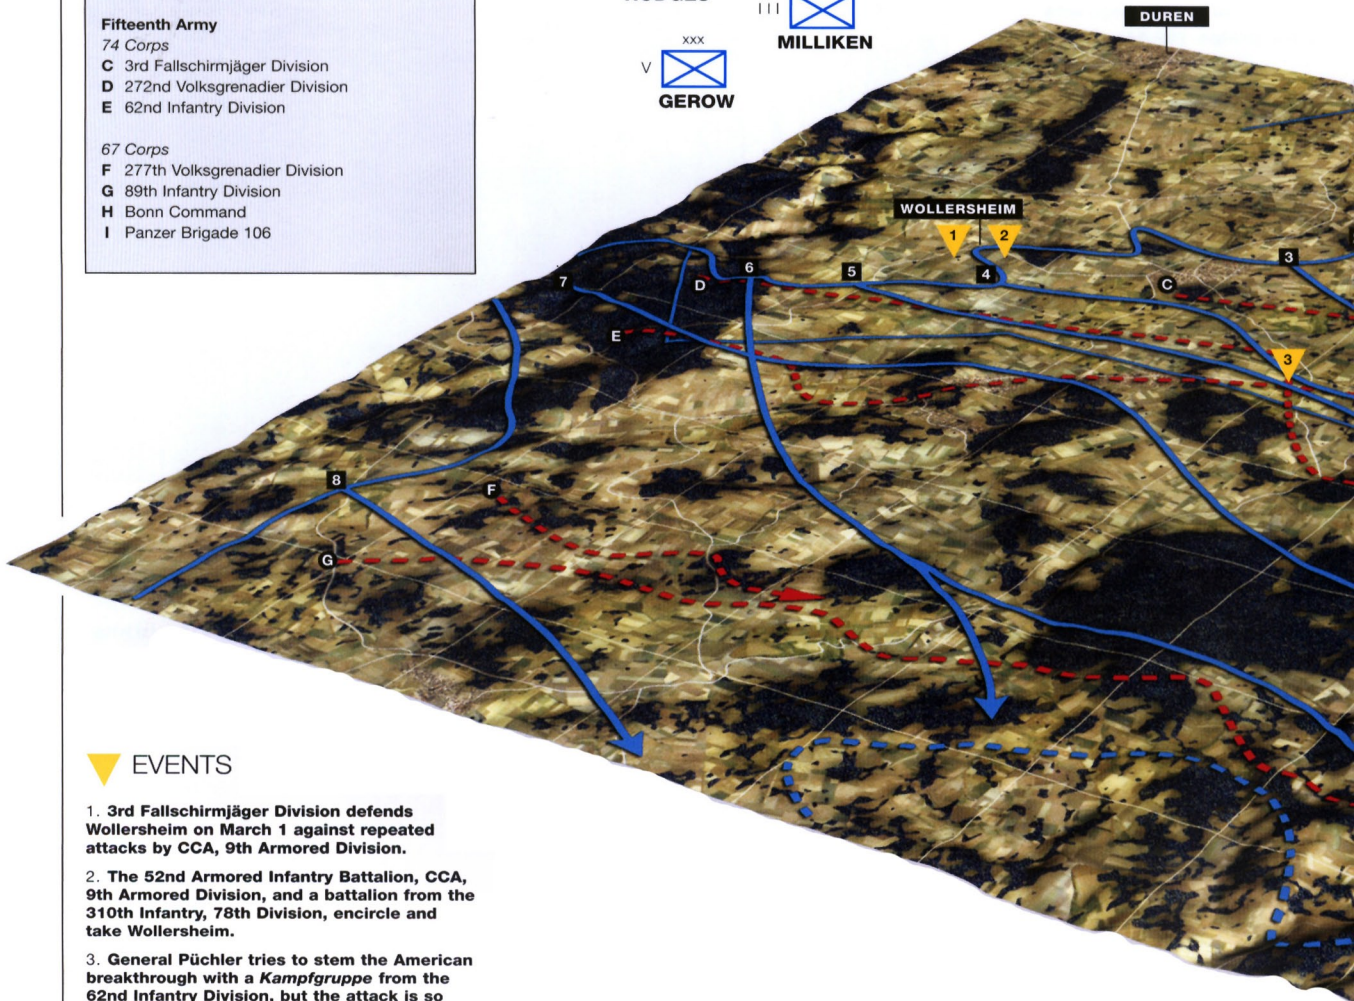 Fifteenth Army
74 Corps
C 3rd Fallschirmjäger Division
D 272nd Volksgrenadier Division
E 62nd Infantry Division
67 Corps
F 277th Volksgrenadier Division
G 89th Infantry Division
H Bonn Command
I Panzer Brigade 106
III
MILLIKEN
xxx
V
GEROW
DUREN
WOLLERSHEIM
1
2
3
4
5
6
7
D
C
E
3
8
F
G
EVENTS
1. 3rd Fallschirmjäger Division defends
Wollersheim on March 1 against repeated
attacks by CCA, 9th Armored Division.
2. The 52nd Armored Infantry Battalion, CCA,
9th Armored Division, and a battalion from the
310th Infantry, 78th Division, encircle and
take Wollersheim.
3. General Püchler tries to stem the American
breakthrough with a Kampfgruppe from the
62nd Infantry Division, but the attack is so